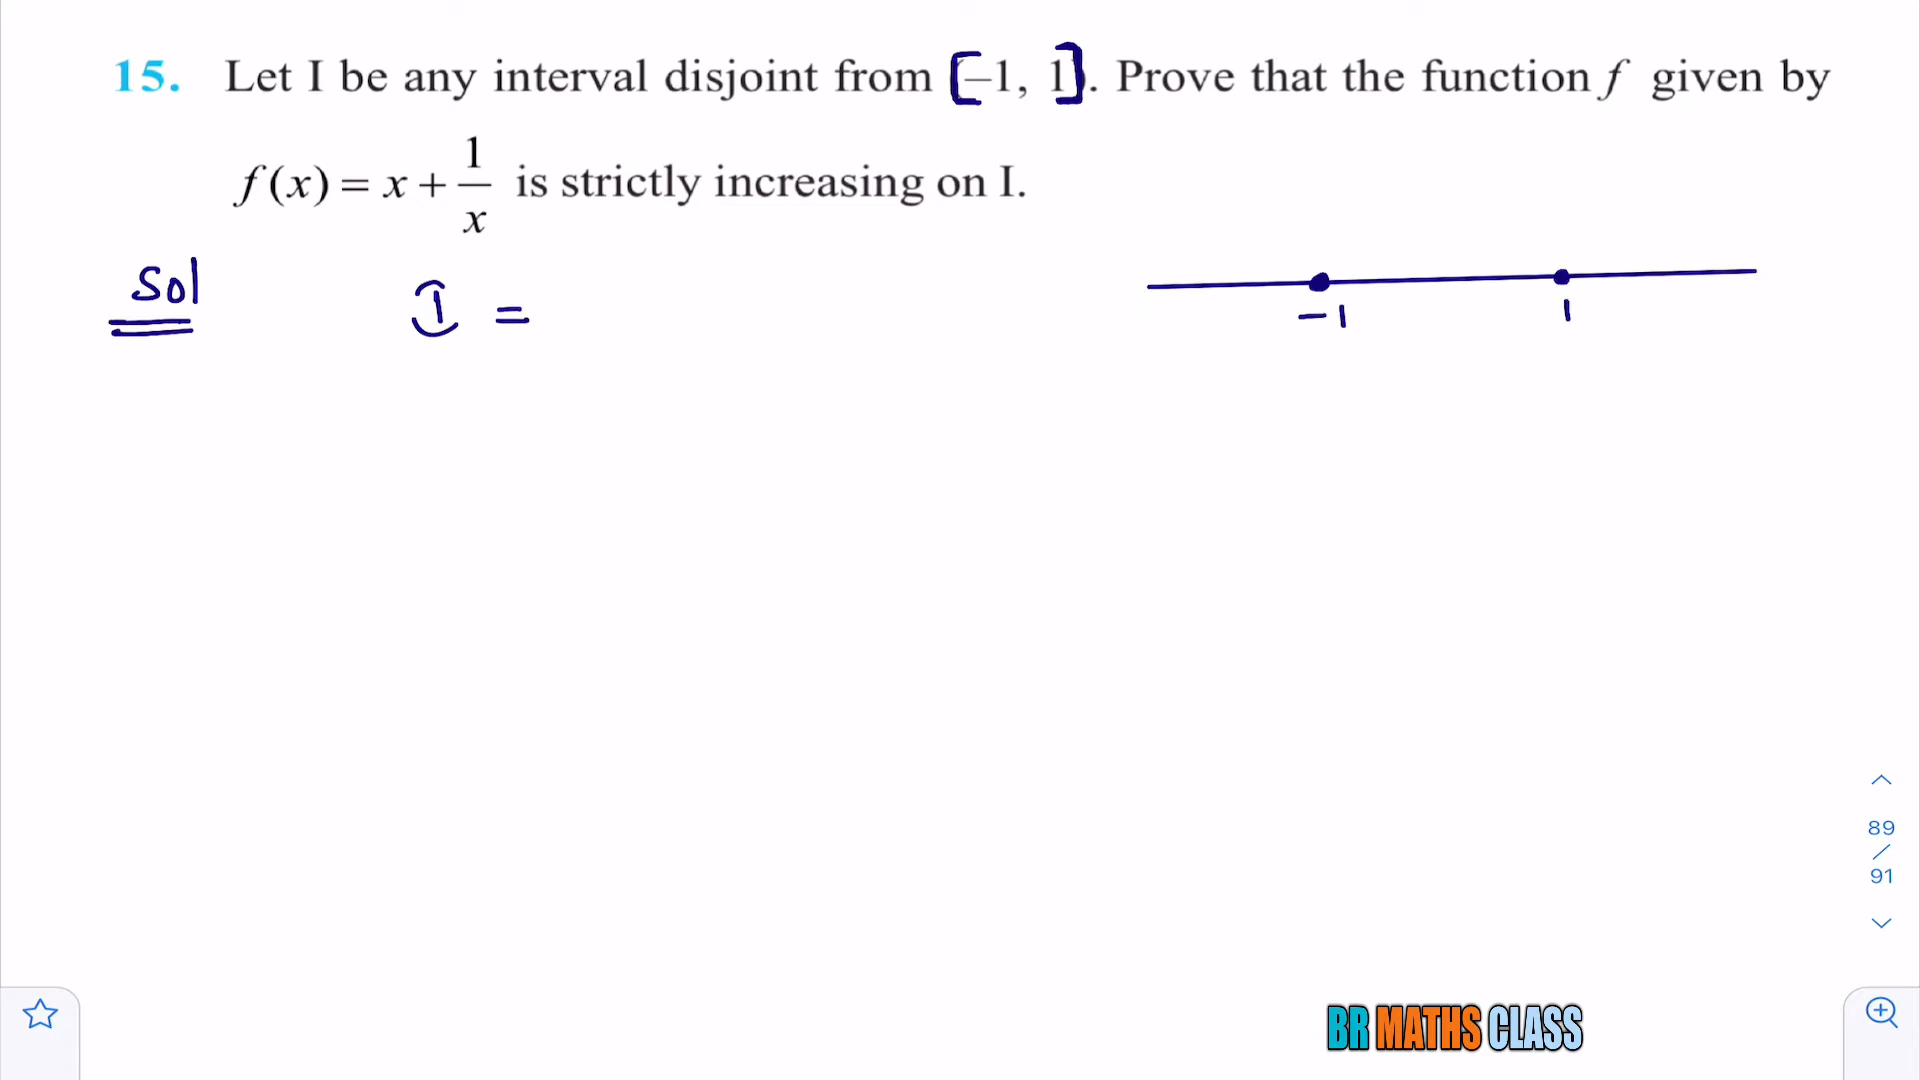 15. Let I be any interval disjoint from [–1, 1]. Prove that the function f given by
f(x) = x + 1/x is strictly increasing on I.
Sol I =
-1 1
89
/
91
BR MATHS CLASS